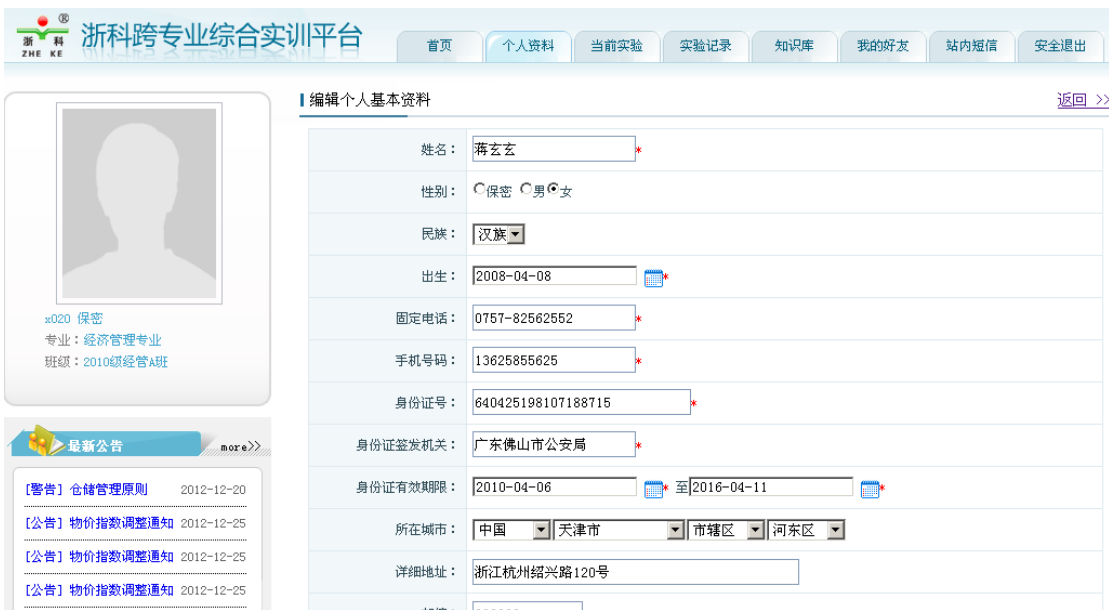 浙科 ®
ZHE KE
浙科跨专业综合实训平台
首页 个人资料 当前实验 实验记录 知识库 我的好友 站内短信 安全退出
x020 保密
专业：经济管理专业
班级：2010级经管A班
最新公告 more>>
[警告] 仓储管理原则 2012-12-20
[公告] 物价指数调整通知 2012-12-25
[公告] 物价指数调整通知 2012-12-25
[公告] 物价指数调整通知 2012-12-25
编辑个人基本资料 返回 >>
姓名： 蒋玄玄 *
性别： 保密 男 女
民族： 汉族
出生： 2008-04-08 *
固定电话： 0757-82562552 *
手机号码： 13625855625 *
身份证号： 640425198107188715 *
身份证签发机关： 广东佛山市公安局 *
身份证有效期限： 2010-04-06 * 至 2016-04-11 *
所在城市： 中国 天津市 市辖区 河东区
详细地址： 浙江杭州绍兴路120号